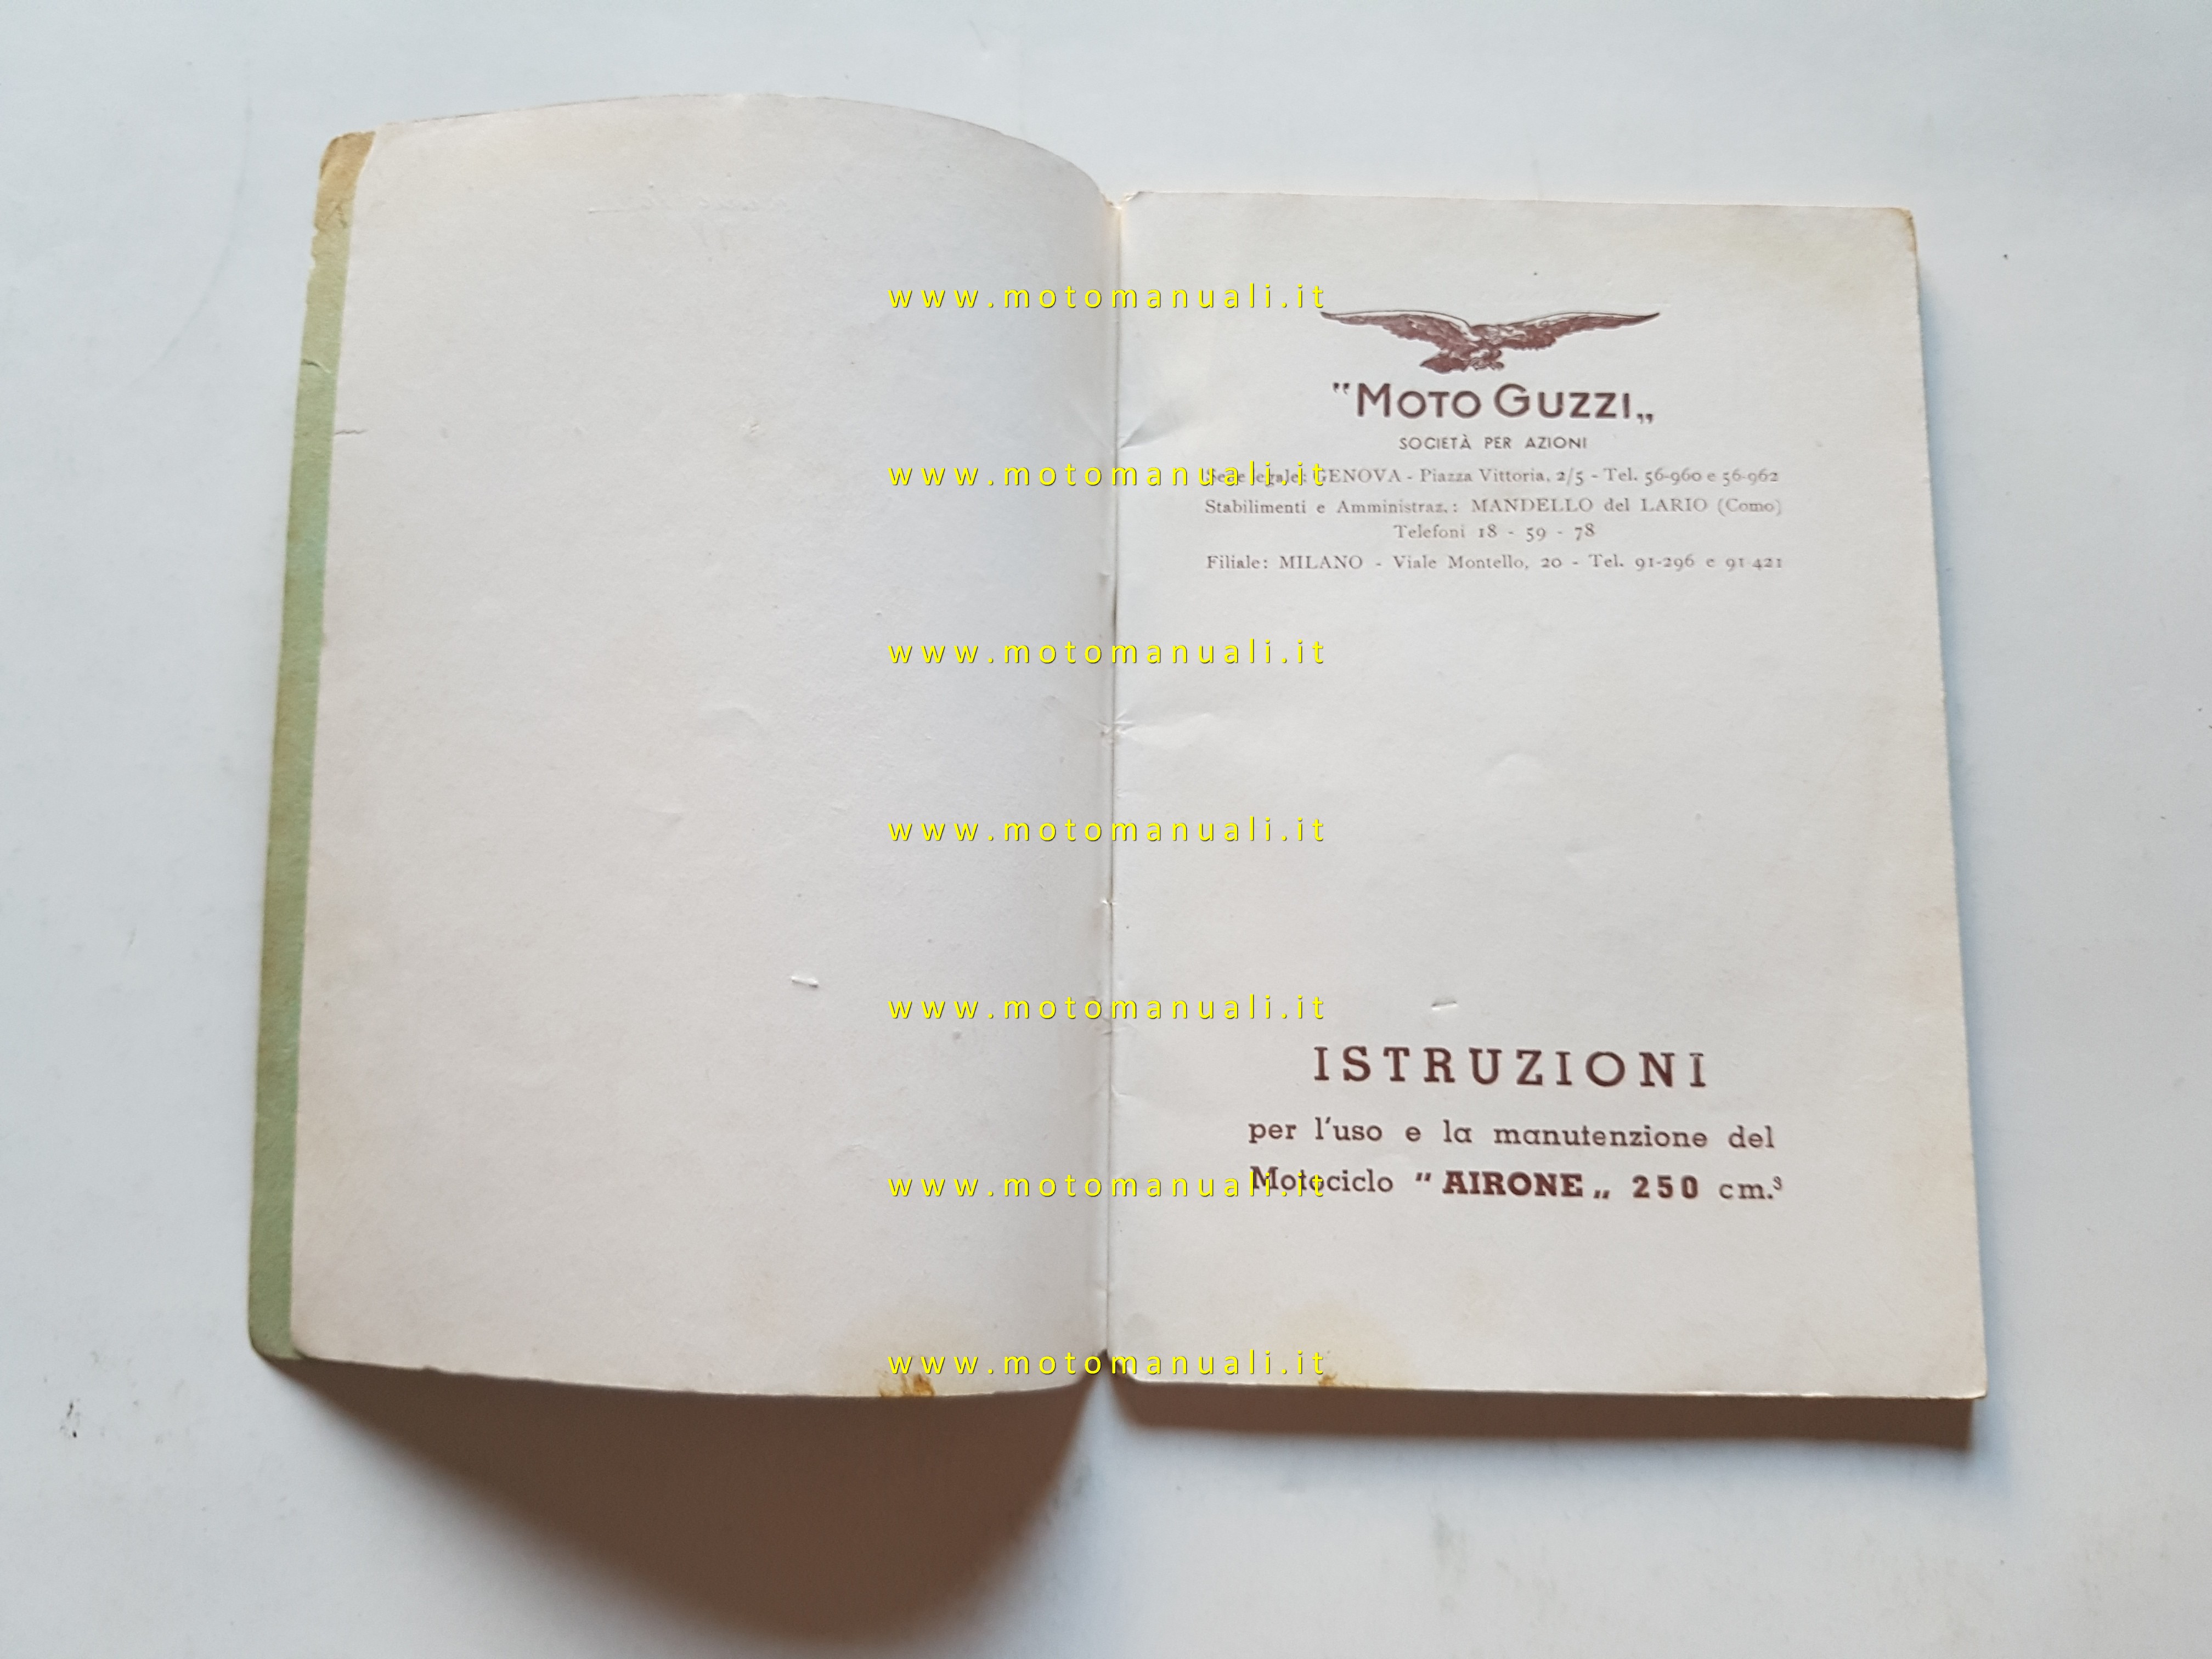 www.motomanuali.it
"MOTO GUZZI„
SOCIETÀ PER AZIONI
www.motomanuali.it
Sede legale: GENOVA - Piazza Vittoria, 2/5 - Tel. 56-960 e 56-962
Stabilimenti e Amministraz.: MANDELLO del LARIO (Como)
Telefoni 18 - 59 - 78
Filiale: MILANO - Viale Montello, 20 - Tel. 91-296 e 91-421
www.motomanuali.it
www.motomanuali.it
www.motomanuali.it
ISTRUZIONI
per l'uso e la manutenzione del
Motociclo "AIRONE„ 250 cm.³
www.motomanuali.it
www.motomanuali.it